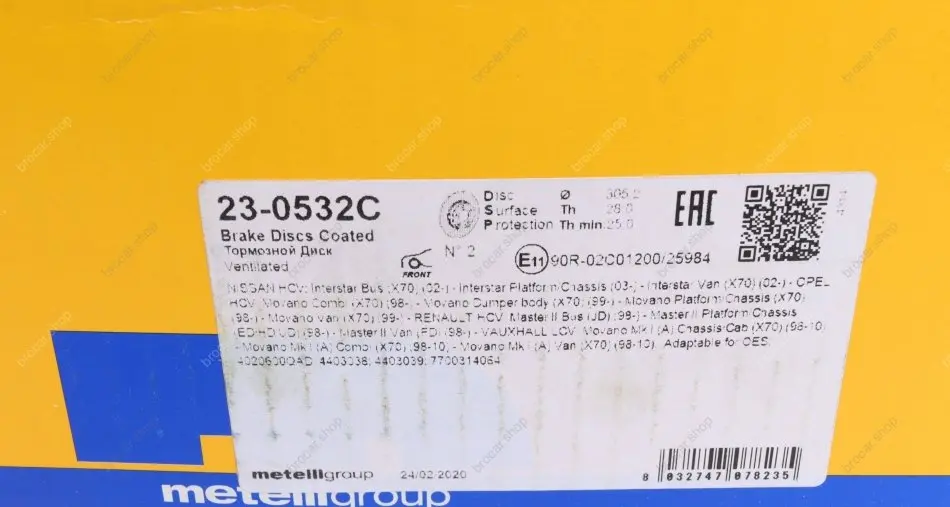 23-0532C
Brake Discs Coated
Тормозной Диск
Ventilated
Disc Ø 305.2
Surface Th 28.0
Protection Th min 25.0
FRONT
N° 2
EAC
E11 90R-02C01200/25984
NISSAN HCV: Interstar Bus (X70) (02-) - Interstar Platform/Chassis (03-) - Interstar Van (X70) (02-) - OPEL
HCV: Movano Combi (X70) (98-) - Movano Dumper body (X70) (99-) - Movano Platform/Chassis (X70)
(98-) - Movano van (X70) (98-) - RENAULT HCV: Master II Bus (JD) (98-) - Master II Platform/Chassis
(ED/HD/UD) (98-) - Master II Van (FD) (98-) - VAUXHALL LCV: Movano Mk I (A) Chassis/Cab (X70) (98-10)
- Movano Mk I (A) Combi (X70) (98-10) - Movano Mk I (A) Van (X70) (98-10). Adaptable for OES:
4020600QAD 4403038; 4403039; 7700314064
metelligroup 24/02/2020
8 032747 078235
metelligroup
brocar.shop